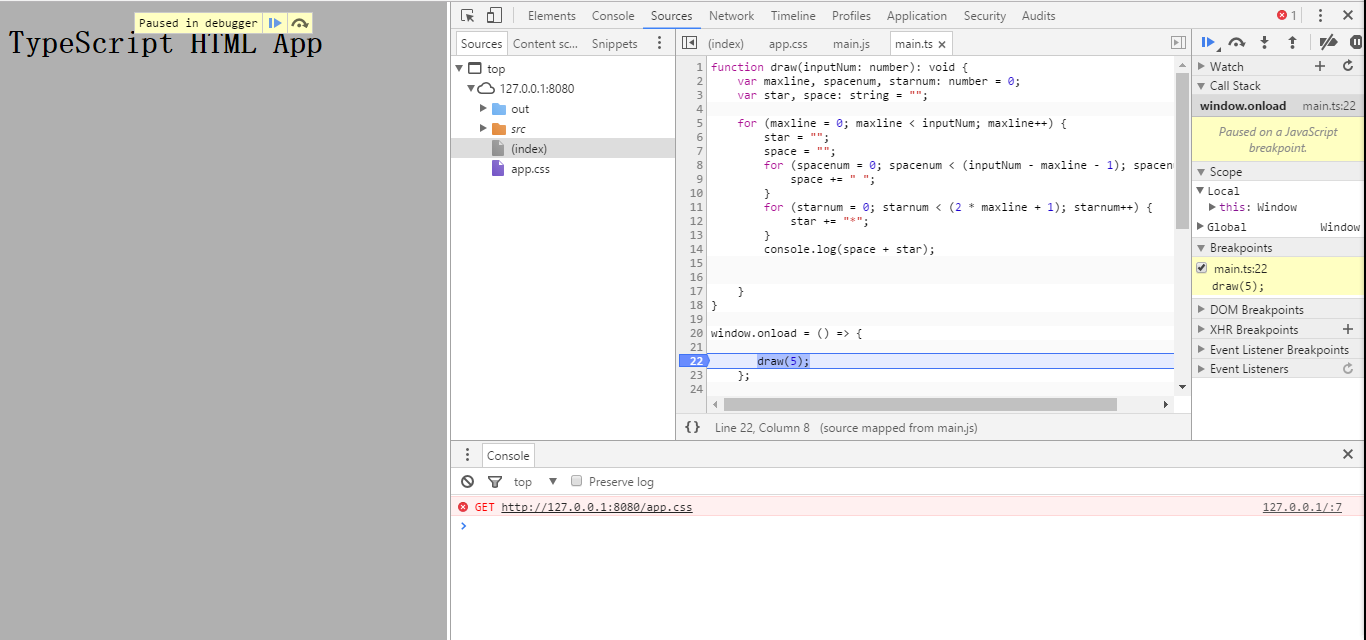 Paused in debugger
TypeScript HTML App
Elements Console Sources Network Timeline Profiles Application Security Audits 1
Sources Content sc... Snippets
(index) app.css main.js main.ts ×
top
127.0.0.1:8080
out
src
(index)
app.css
1 function draw(inputNum: number): void {
2 var maxline, spacenum, starnum: number = 0;
3 var star, space: string = "";
4
5 for (maxline = 0; maxline < inputNum; maxline++) {
6 star = "";
7 space = "";
8 for (spacenum = 0; spacenum < (inputNum - maxline - 1); spacenu
9 space += " ";
10 }
11 for (starnum = 0; starnum < (2 * maxline + 1); starnum++) {
12 star += "*";
13 }
14 console.log(space + star);
15
16
17 }
18 }
19
20 window.onload = () => {
21
22 draw(5);
23 };
24
{} Line 22, Column 8 (source mapped from main.js)
Watch
Call Stack
window.onload main.ts:22
Paused on a JavaScript
breakpoint.
Scope
Local
this: Window
Global Window
Breakpoints
main.ts:22
draw(5);
DOM Breakpoints
XHR Breakpoints
Event Listener Breakpoints
Event Listeners
Console
top Preserve log
GET http://127.0.0.1:8080/app.css 127.0.0.1/:7
>